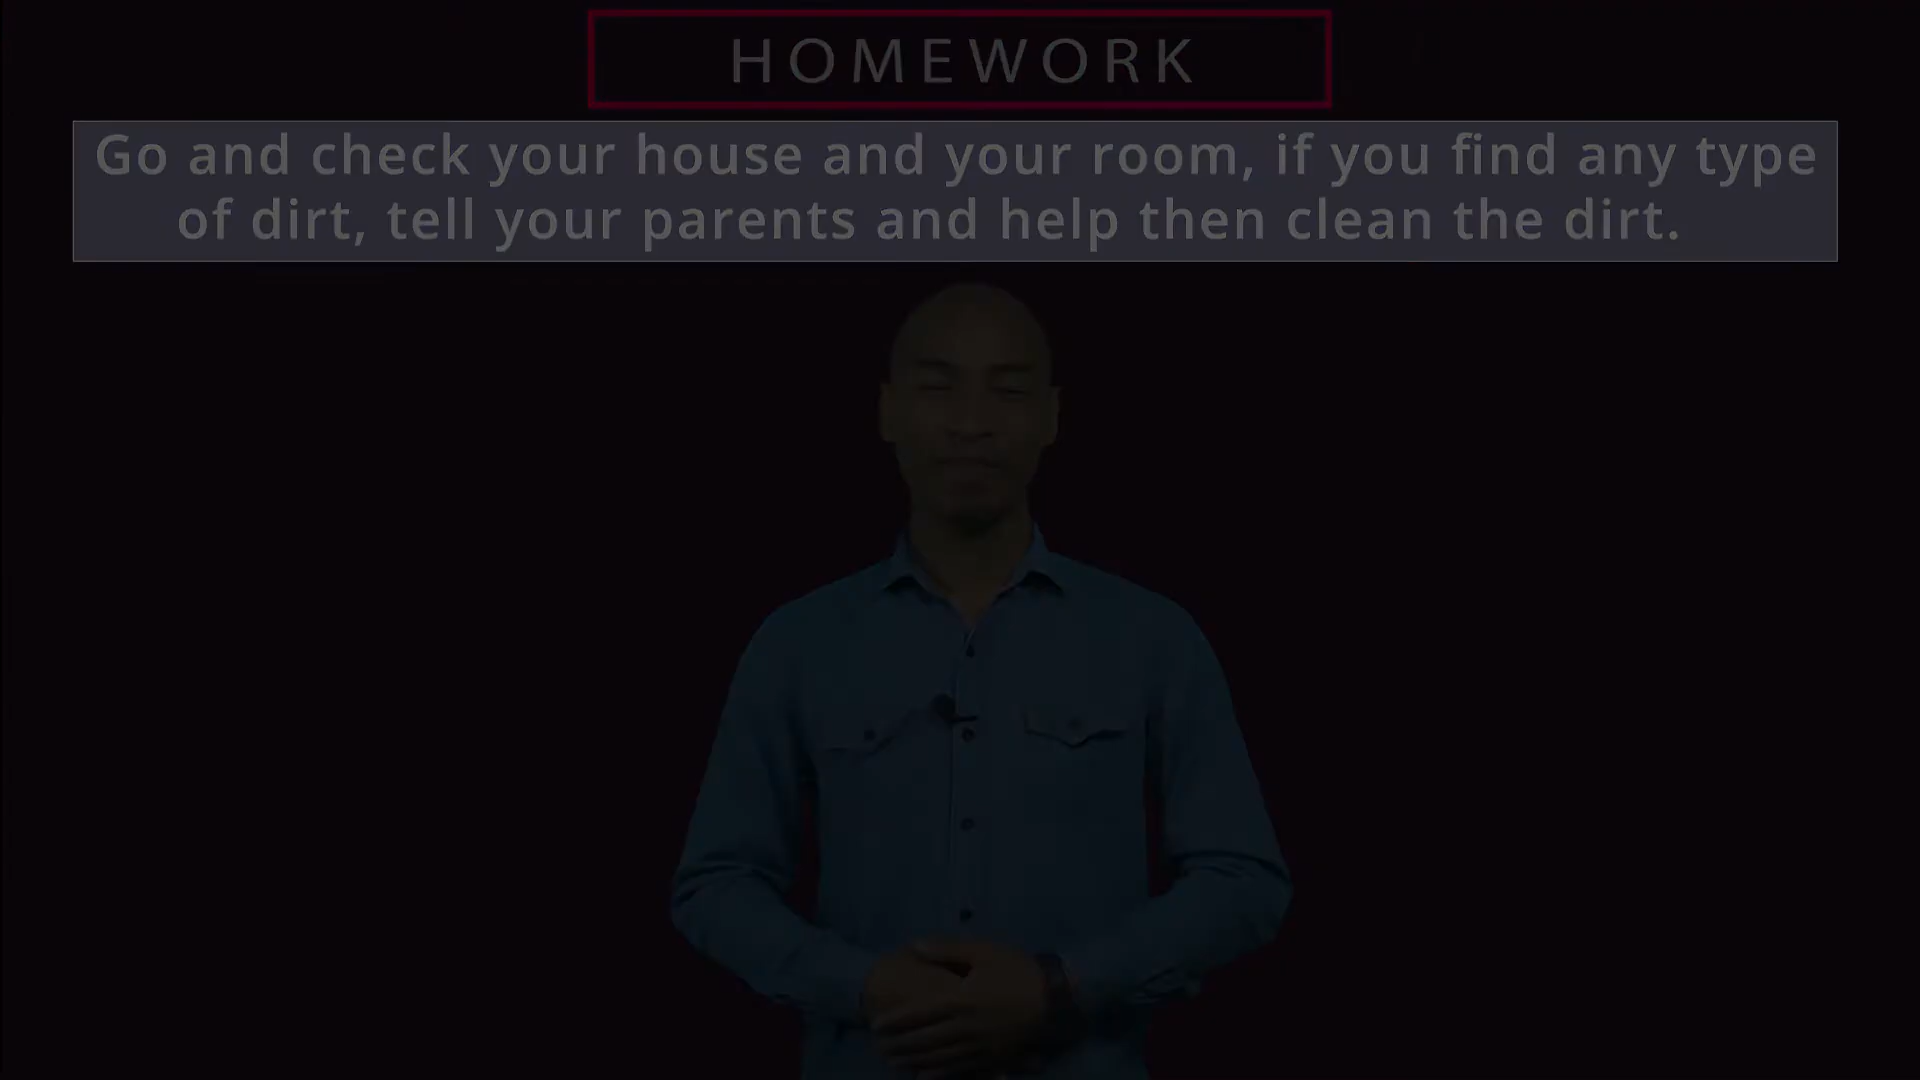 HOMEWORK
Go and check your house and your room, if you find any type
of dirt, tell your parents and help then clean the dirt.